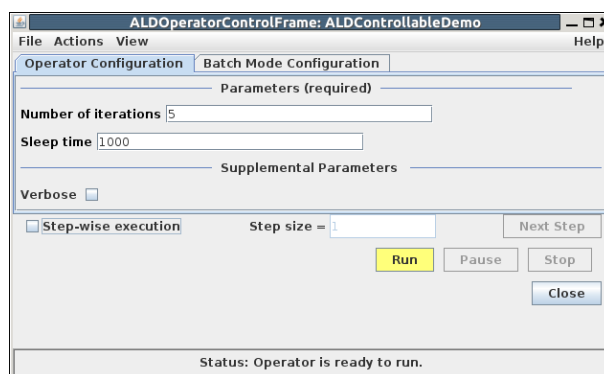 ALDOperatorControlFrame: ALDControllableDemo
File Actions View Help
Operator Configuration Batch Mode Configuration
Parameters (required)
Number of iterations 5
Sleep time 1000
Supplemental Parameters
Verbose
Step-wise execution Step size = 1 Next Step
Run Pause Stop
Close
Status: Operator is ready to run.